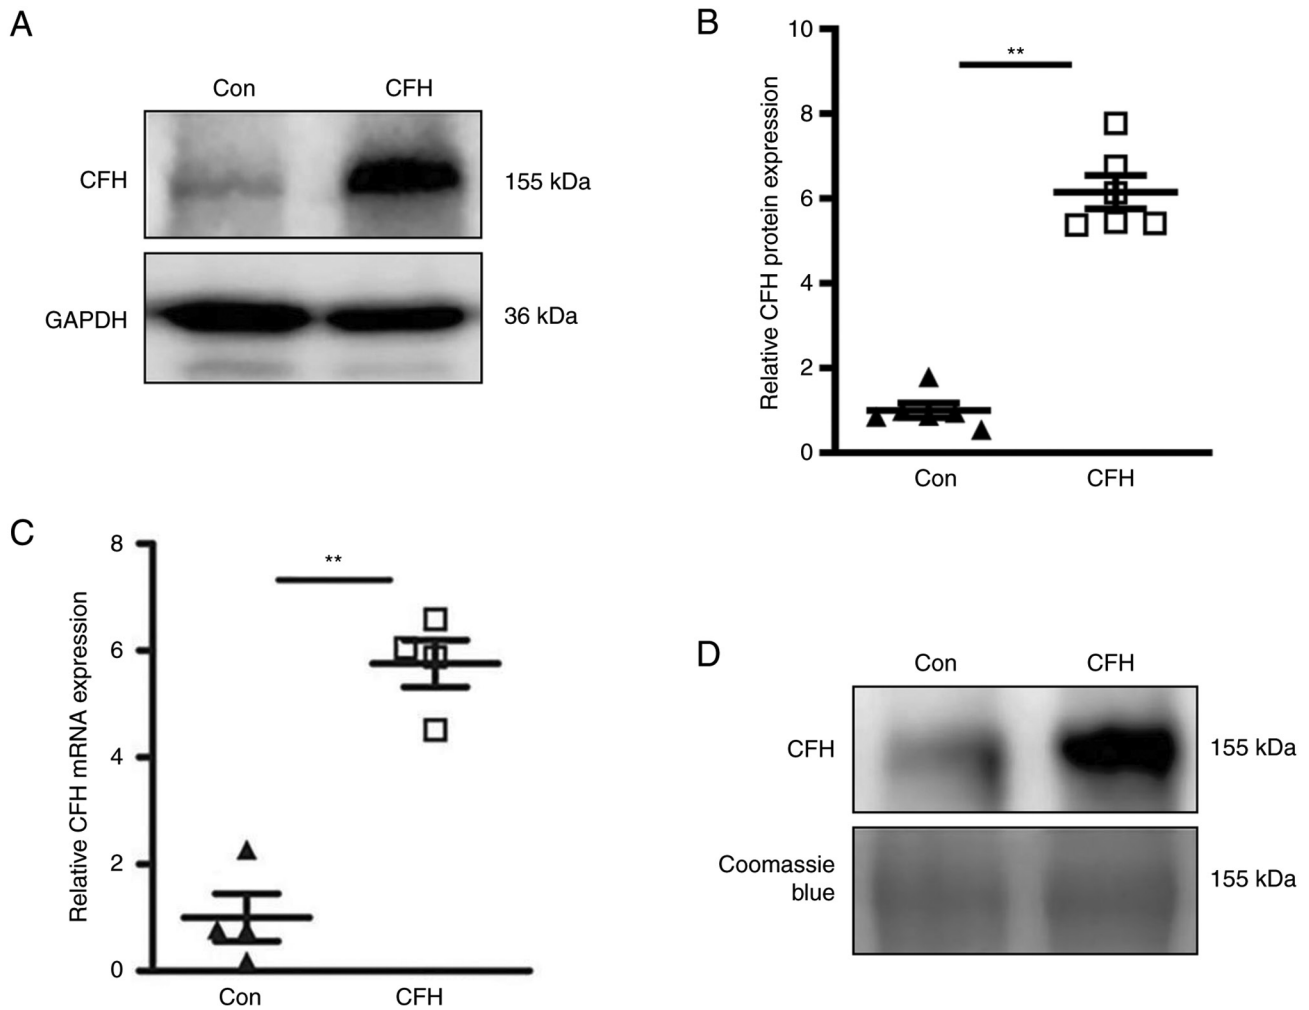 A
Con CFH
CFH 155 kDa
GAPDH 36 kDa
B
Relative CFH protein expression
10
8
6
4
2
0
**
Con CFH
C
Relative CFH mRNA expression
8
6
4
2
0
**
Con CFH
D
Con CFH
CFH 155 kDa
Coomassie
blue
155 kDa